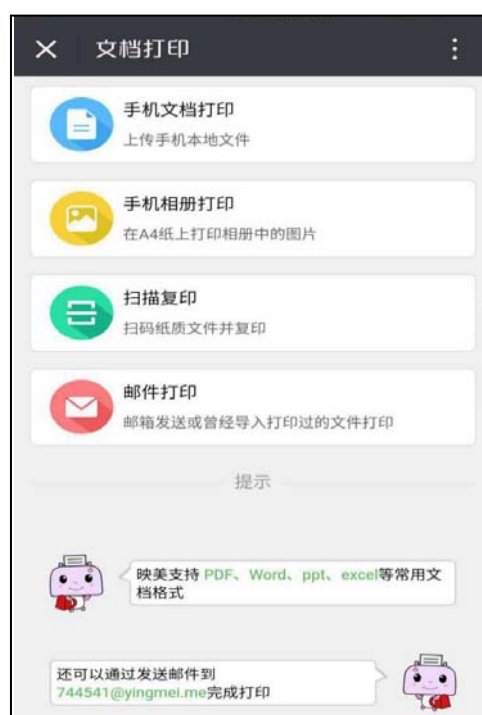 文档打印
手机文档打印
上传手机本地文件
手机相册打印
在A4纸上打印相册中的图片
扫描复印
扫码纸质文件并复印
邮件打印
邮箱发送或曾经导入打印过的文件打印
提示
映美支持 PDF、Word、ppt、excel等常用文
档格式
还可以通过发送邮件到
744541@yingmei.me完成打印